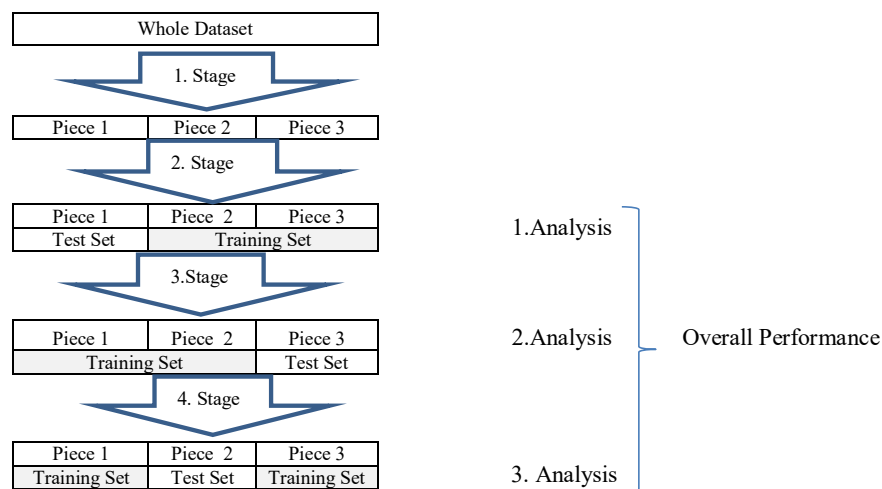 Whole Dataset
1. Stage
Piece 1 Piece 2 Piece 3
2. Stage
Piece 1 Piece 2 Piece 3
Test Set Training Set
1.Analysis
3.Stage
Piece 1 Piece 2 Piece 3
Training Set Test Set
2.Analysis
Overall Performance
4. Stage
Piece 1 Piece 2 Piece 3
Training Set Test Set Training Set
3. Analysis